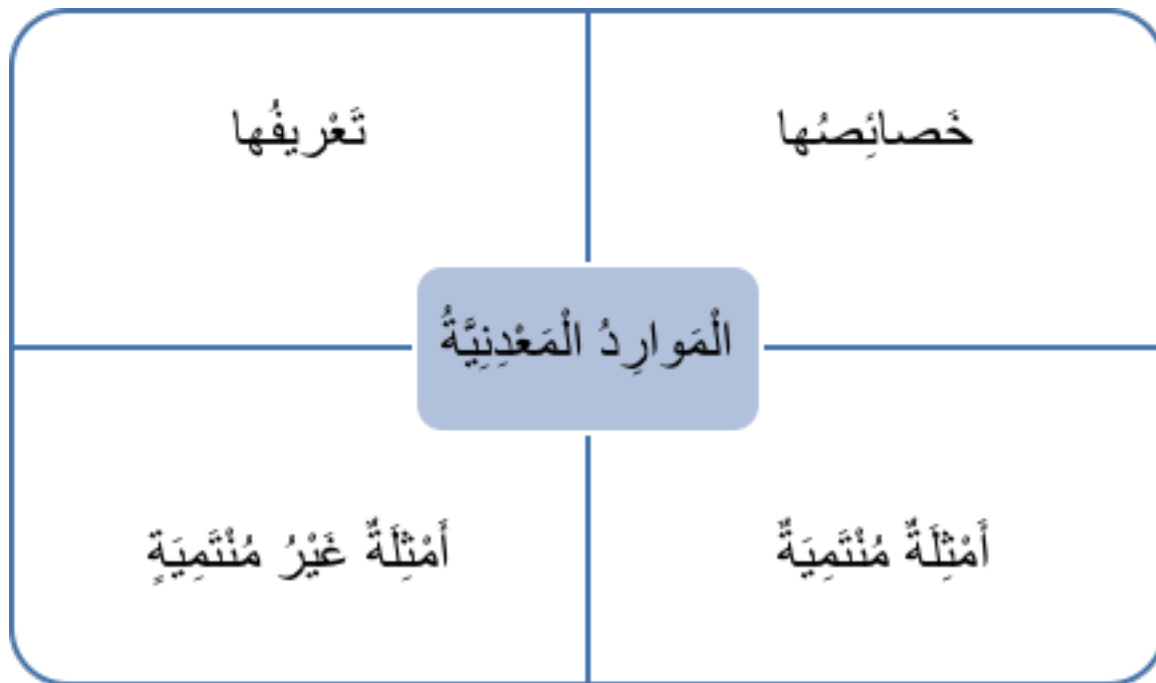 خَصائِصُها
تَعْريفُها
الْمَوارِدُ الْمَعْدِنِيَّةُ
أَمْثِلَةٌ مُنْتَمِيَةٌ
أَمْثِلَةٌ غَيْرُ مُنْتَمِيَةٍ